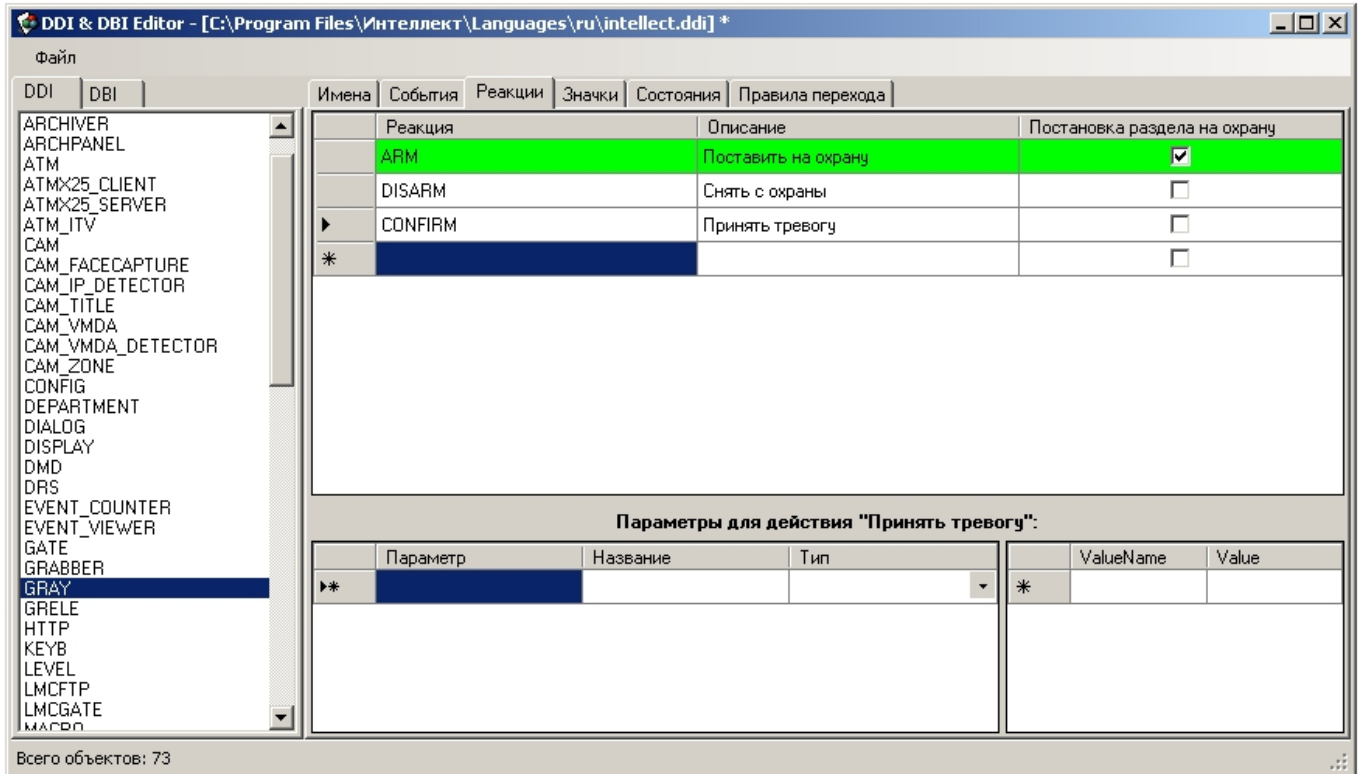 DDI & DBI Editor - [C:\Program Files\Интеллект\Languages\ru\intellect.ddi] *
Файл
DDI DBI
Имена События Реакции Значки Состояния Правила перехода
ARCHIVER
ARCHPANEL
ATM
ATMX25_CLIENT
ATMX25_SERVER
ATM_ITV
CAM
CAM_FACECAPTURE
CAM_IP_DETECTOR
CAM_TITLE
CAM_VMDA
CAM_VMDA_DETECTOR
CAM_ZONE
CONFIG
DEPARTMENT
DIALOG
DISPLAY
DMD
DRS
EVENT_COUNTER
EVENT_VIEWER
GATE
GRABBER
GRAY
GRELE
HTTP
KEYB
LEVEL
LMCFTP
LMCGATE
MACRO
Реакция Описание Постановка раздела на охрану
ARM Поставить на охрану
DISARM Снять с охраны
CONFIRM Принять тревогу
Параметры для действия "Принять тревогу":
Параметр Название Тип ValueName Value
Всего объектов: 73